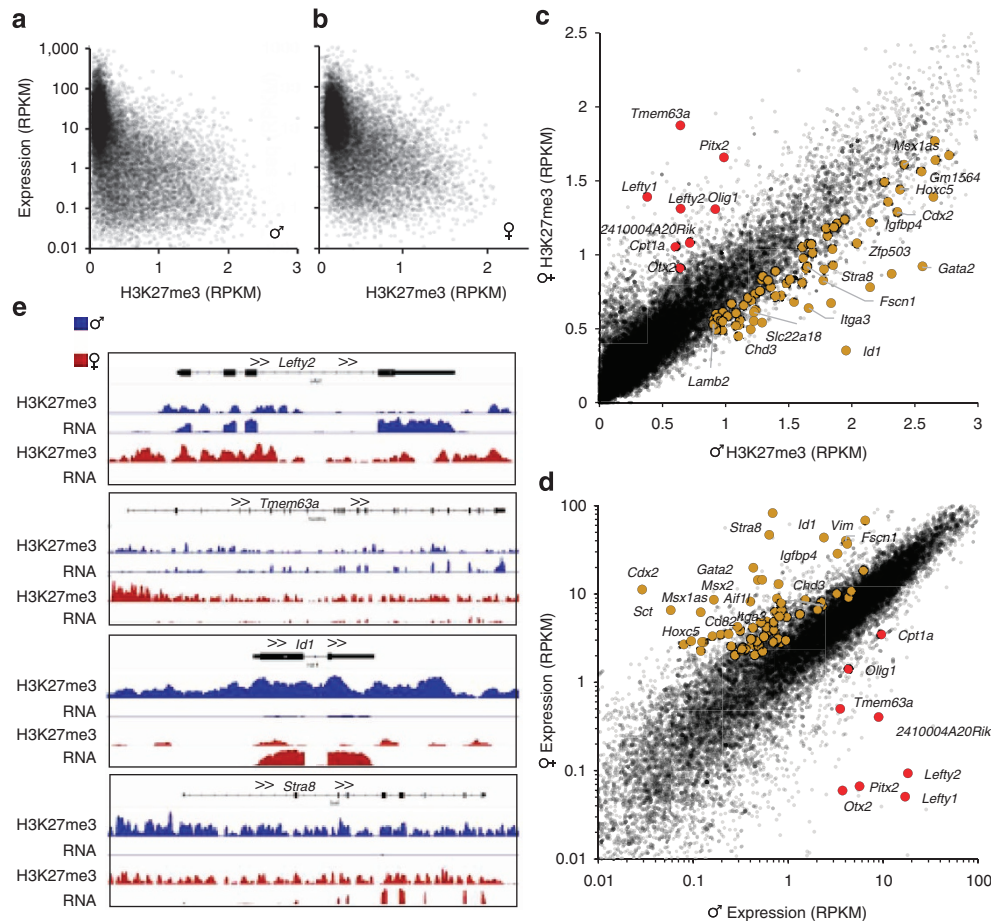 a
Expression (RPKM)
1,000
100
10
1
0.1
0.01
0
1
2
3
H3K27me3 (RPKM)
♂
b
0
1
2
H3K27me3 (RPKM)
♀
c
♀ H3K27me3 (RPKM)
2.5
2
1.5
1
0.5
0
0
0.5
1
1.5
2
2.5
3
♂ H3K27me3 (RPKM)
Tmem63a
Pitx2
Lefty1
Lefty2
Olig1
2410004A20Rik
Cpt1a
Otx2
Msx1as
Gm1564
Hoxc5
Cdx2
Igfbp4
Zfp503
Gata2
Stra8
Fscn1
Itga3
Slc22a18
Id1
Chd3
Lamb2
d
♀ Expression (RPKM)
100
10
1
0.1
0.01
0.01
0.1
1
10
100
♂ Expression (RPKM)
Stra8
Id1
Vim
Fscn1
Igfbp4
Gata2
Cdx2
Msx2
Chd3
Msx1as
Aif1l
Sct
Cd82
Itga3
Hoxc5
Cpt1a
Olig1
Tmem63a
2410004A20Rik
Lefty2
Pitx2
Otx2
Lefty1
e
♂
♀
>> Lefty2 >>
H3K27me3
RNA
H3K27me3
RNA
>> Tmem63a >>
H3K27me3
RNA
H3K27me3
RNA
>> Id1 >>
H3K27me3
RNA
H3K27me3
RNA
>> Stra8 >>
H3K27me3
RNA
H3K27me3
RNA